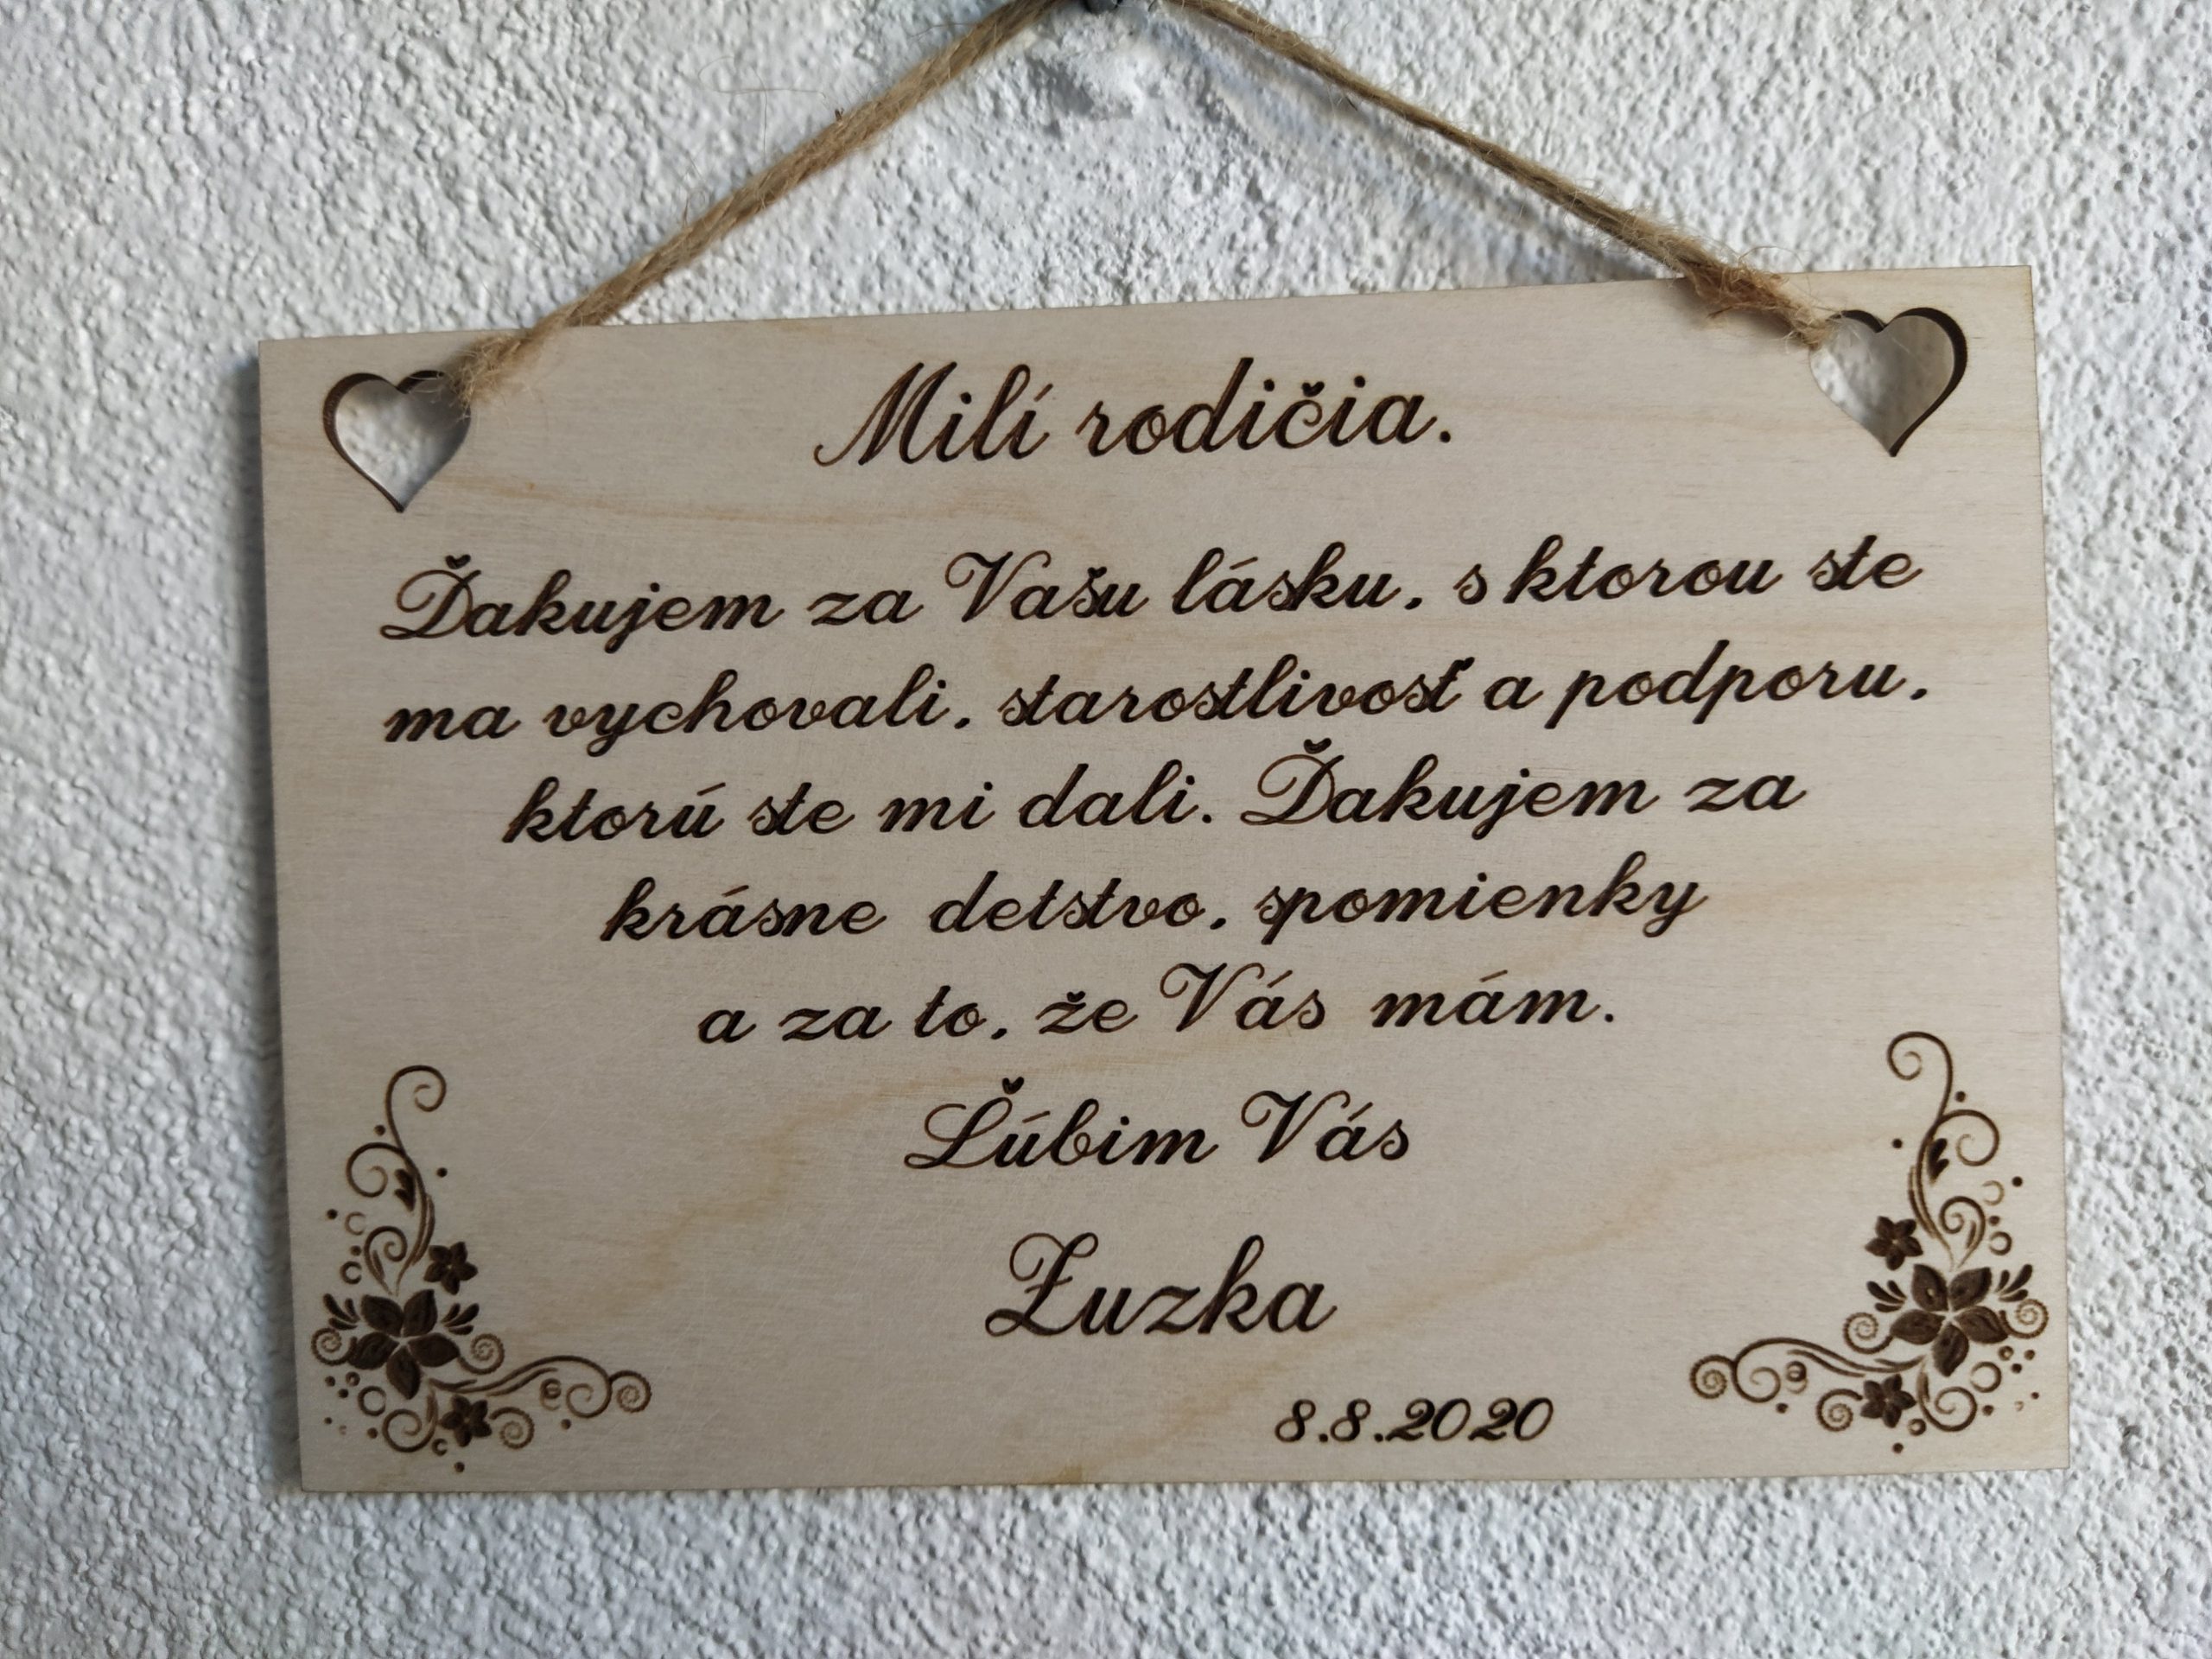 Milí rodičia,
Ďakujem za Vašu lásku, s ktorou ste
ma vychovali, starostlivosť a podporu,
ktorú ste mi dali. Ďakujem za
krásne detstvo, spomienky
a za to, že Vás mám.
Ľúbim Vás
Zuzka
8.8.2020